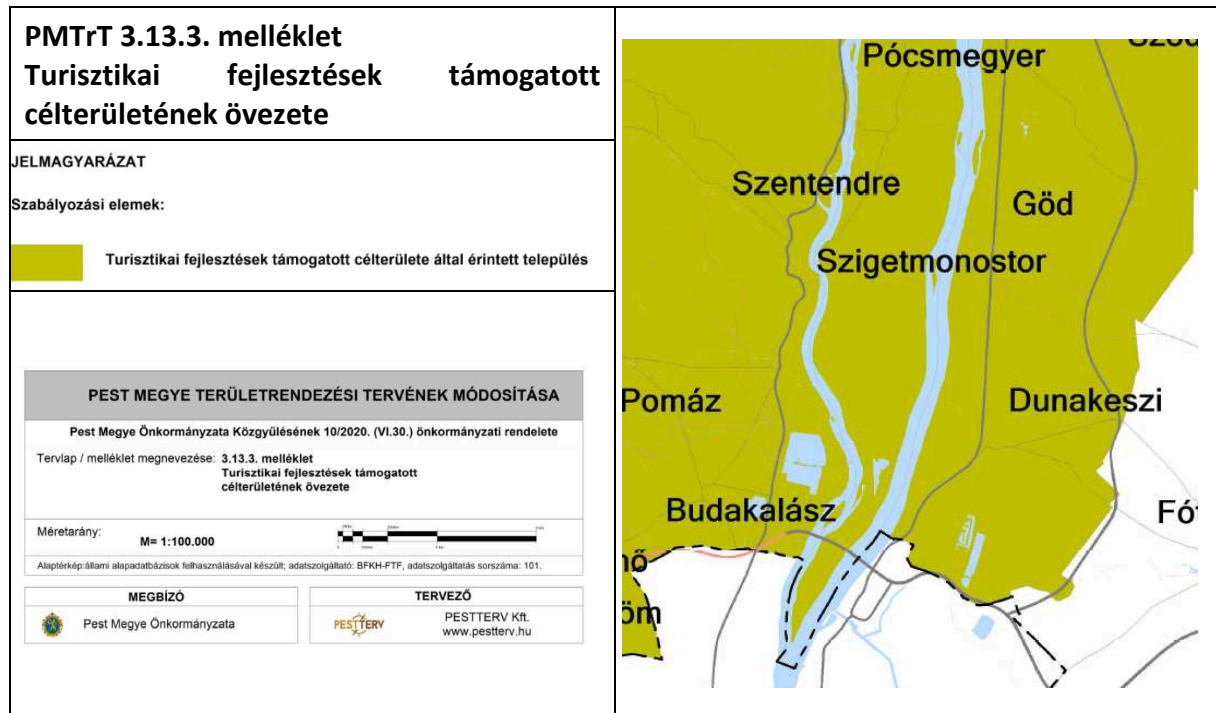 PMTrT 3.13.3. melléklet
Turisztikai fejlesztések támogatott
célterületének övezete
JELMAGYARÁZAT
Szabályozási elemek:
Turisztikai fejlesztések támogatott célterülete által érintett település
PEST MEGYE TERÜLETRENDEZÉSI TERVÉNEK MÓDOSÍTÁSA
Pest Megye Önkormányzata Közgyűlésének 10/2020. (VI.30.) önkormányzati rendelete
Tervlap / melléklet megnevezése: 3.13.3. melléklet
Turisztikai fejlesztések támogatott
célterületének övezete
Méretarány:
M= 1:100.000
Alaptérkép:állami alapadatbázisok felhasználásával készült; adatszolgáltató: BFKH-FTF, adatszolgáltatás sorszáma: 101.
MEGBÍZÓ
Pest Megye Önkormányzata
TERVEZŐ
PESTTERV
PESTTERV Kft.
www.pestterv.hu
Pócsmegyer
Szentendre
Göd
Szigetmonostor
Pomáz
Dunakeszi
Budakalász
Fó
nő
öm